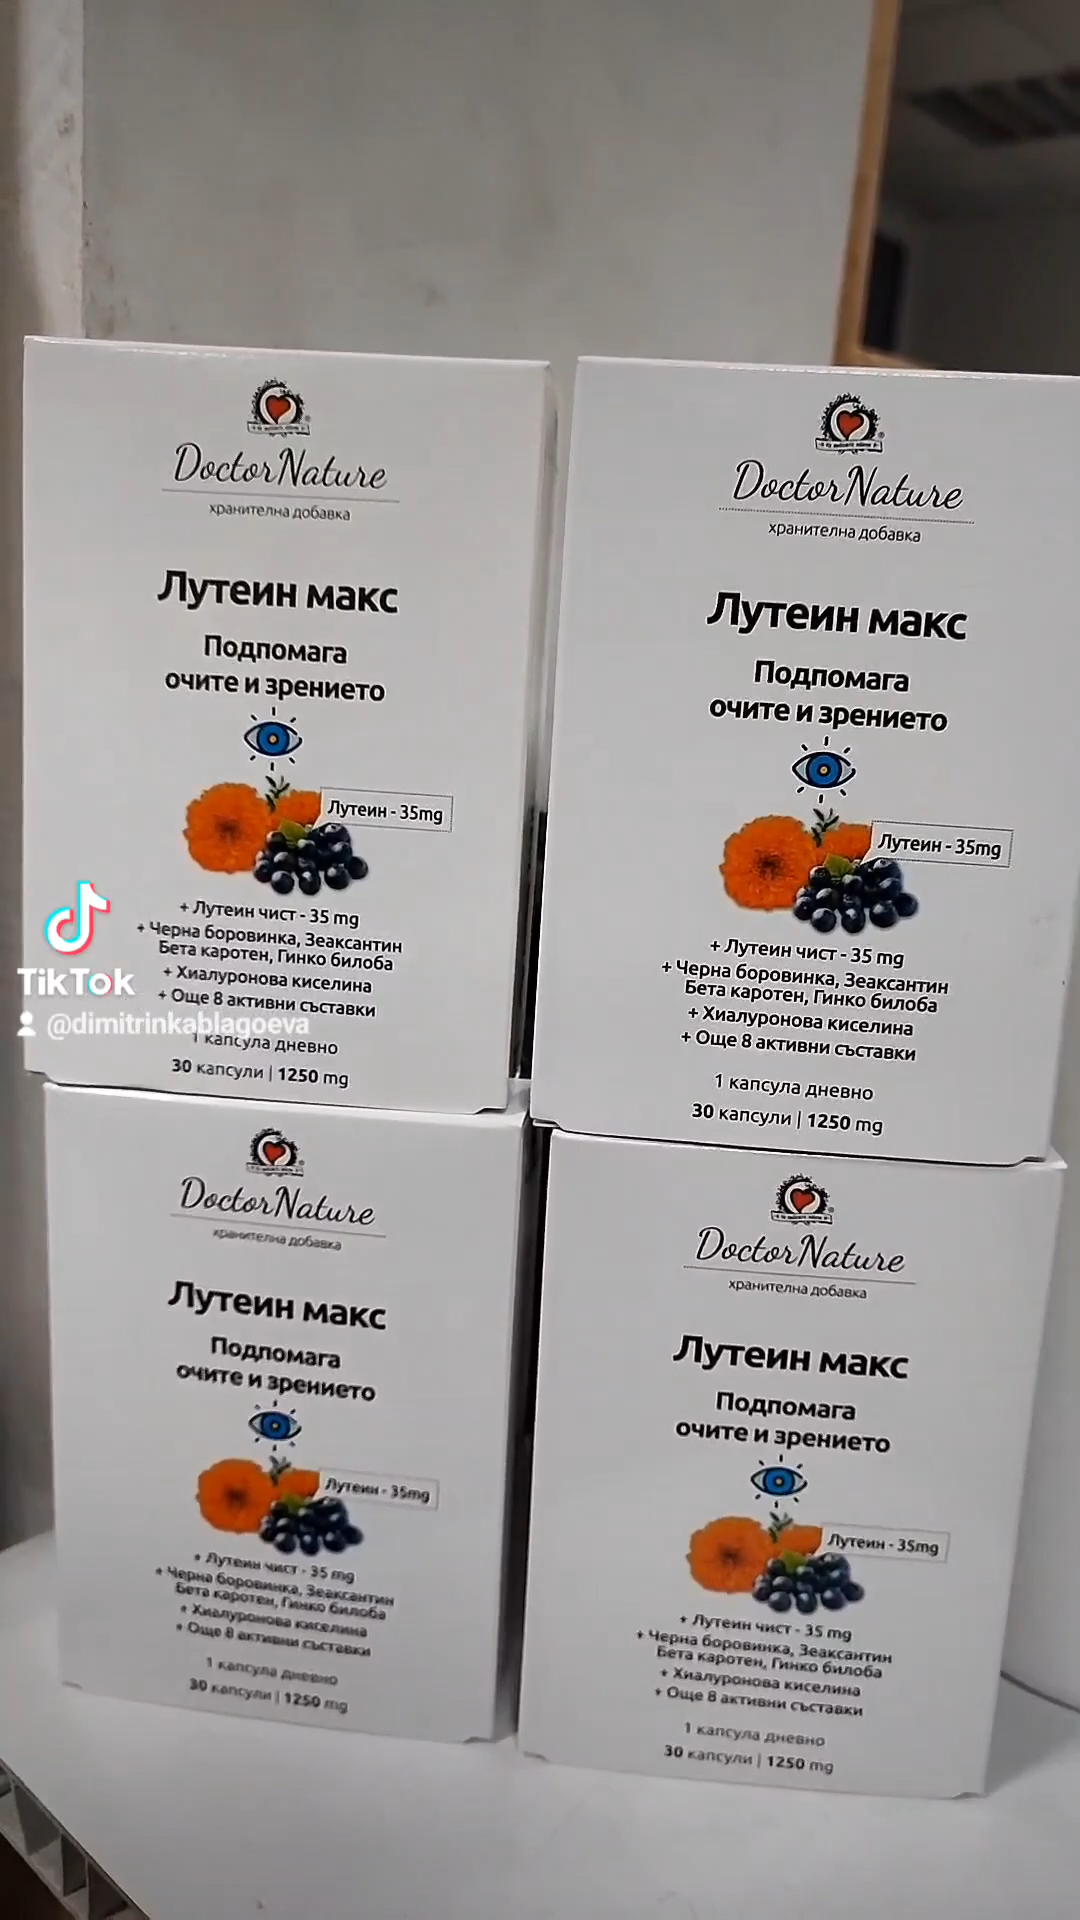 DoctorNature
хранителна добавка
Лутеин макс
Подпомага
очите и зрението
Лутеин - 35mg
+ Лутеин чист - 35 mg
+ Черна боровинка, Зеаксантин
Бета каротен, Гинко билоба
+ Хиалуронова киселина
+ Още 8 активни съставки
1 капсула дневно
30 капсули | 1250 mg
DoctorNature
хранителна добавка
Лутеин макс
Подпомага
очите и зрението
Лутеин - 35mg
+ Лутеин чист - 35 mg
+ Черна боровинка, Зеаксантин
Бета каротен, Гинко билоба
+ Хиалуронова киселина
+ Още 8 активни съставки
1 капсула дневно
30 капсули | 1250 mg
TikTok
@dimitrinkablagoeva
DoctorNature
хранителна добавка
Лутеин макс
Подпомага
очите и зрението
Лутеин - 35mg
+ Лутеин чист - 35 mg
+ Черна боровинка, Зеаксантин
Бета каротен, Гинко билоба
+ Хиалуронова киселина
+ Още 8 активни съставки
1 капсула дневно
30 капсули | 1250 mg
DoctorNature
хранителна добавка
Лутеин макс
Подпомага
очите и зрението
Лутеин - 35mg
+ Лутеин чист - 35 mg
+ Черна боровинка, Зеаксантин
Бета каротен, Гинко билоба
+ Хиалуронова киселина
+ Още 8 активни съставки
1 капсула дневно
30 капсули | 1250 mg